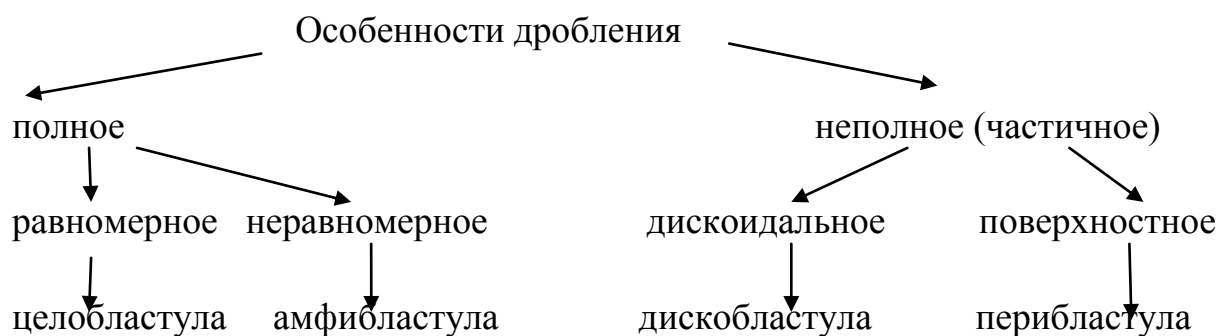 Особенности дробления
полное неполное (частичное)
равномерное неравномерное дискоидальное поверхностное
целобластула амфибластула дискобластула перибластула